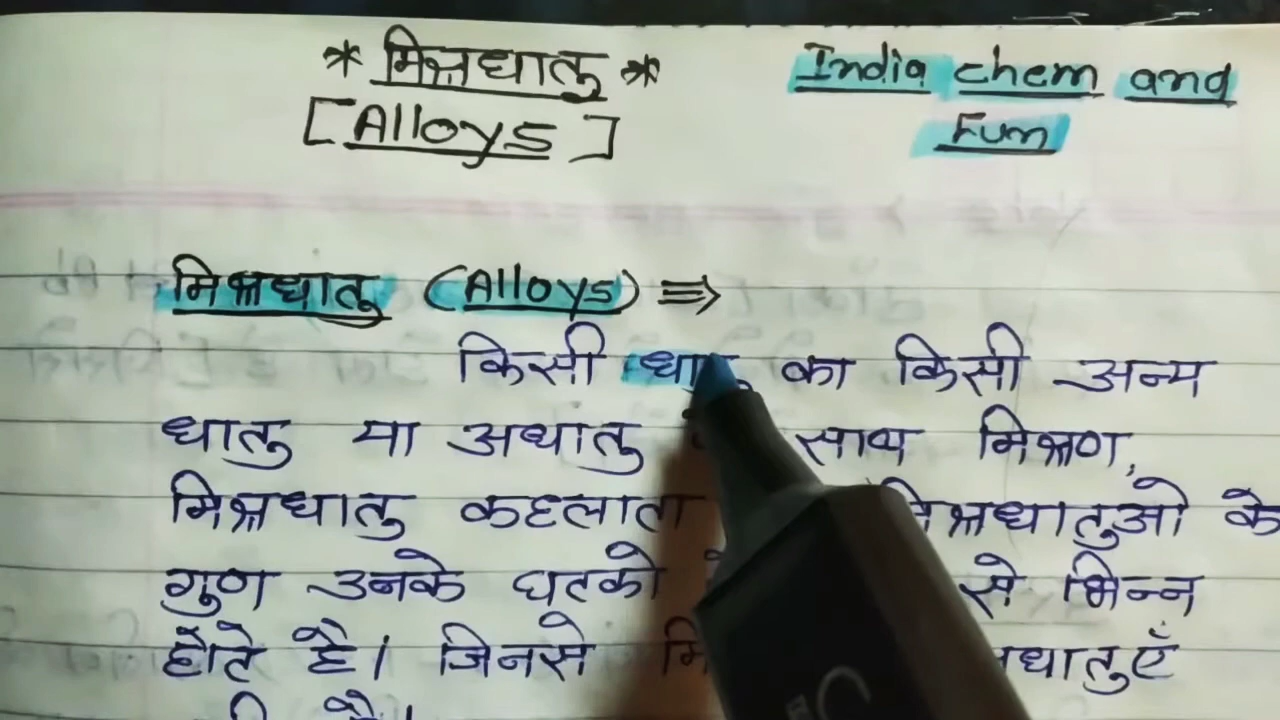 * मिश्रधातु *
[Alloys]
India chem and
Fun
मिश्रधातु (Alloys) ⇒
किसी धातु का किसी अन्य
धातु या अधातु साथ मिश्रण,
मिश्रधातु कहलाता मिश्रधातुओ के
गुण उनके घटको से भिन्न
होते है। जिनसे
है।